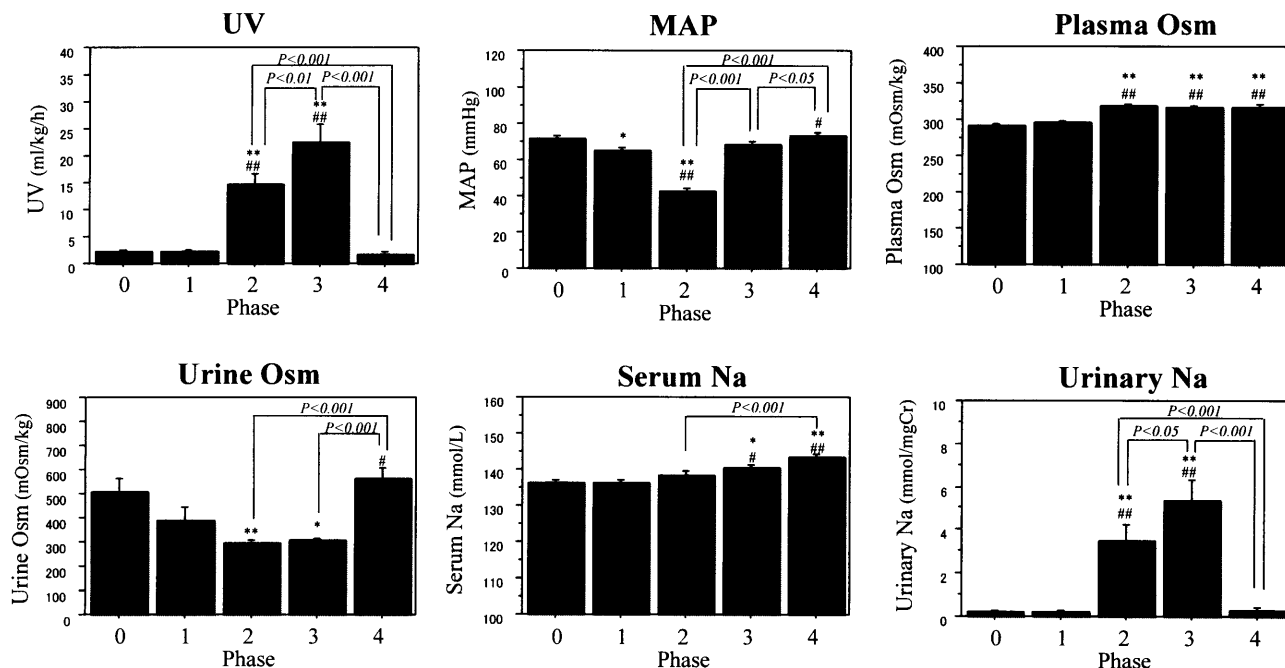 UV
UV (ml/kg/h)
40
35
30
25
20
15
10
5
0
P<0.001
P<0.01
P<0.001
**
##
**
##
0 1 2 3 4
Phase
MAP
MAP (mmHg)
120
100
80
60
40
20
0
P<0.001
P<0.001
P<0.05
*
**
##
#
0 1 2 3 4
Phase
Plasma Osm
Plasma Osm (mOsm/kg)
400
350
300
250
200
150
100
** ** **
## ## ##
0 1 2 3 4
Phase
Urine Osm
Urine Osm (mOsm/kg)
900
800
700
600
500
400
300
200
100
0
P<0.001
P<0.001
#
**
*
0 1 2 3 4
Phase
Serum Na
Serum Na (mmol/L)
160
150
140
130
120
110
100
P<0.001
*
#
**
##
0 1 2 3 4
Phase
Urinary Na
Urinary Na (mmol/mgCr)
10
8
6
4
2
0
P<0.001
P<0.05
P<0.001
**
##
**
##
0 1 2 3 4
Phase